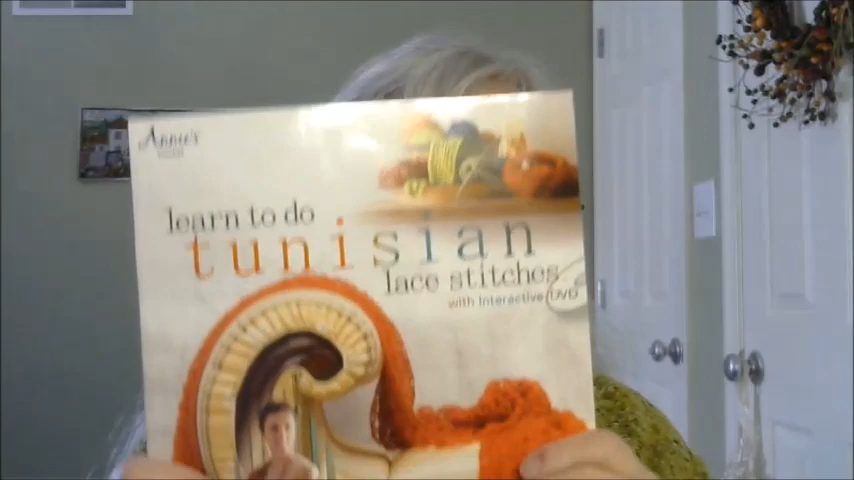 Annie's
learn to do
tunisian
lace stitches
with interactive DVD